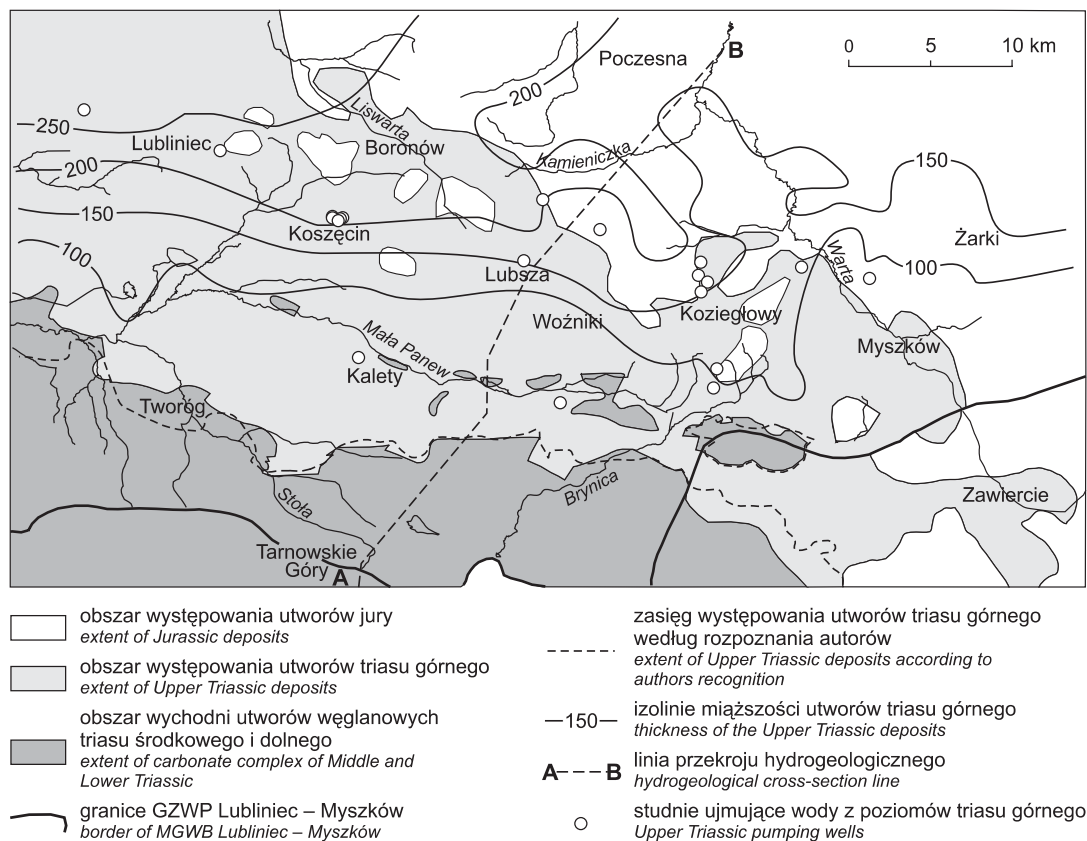 B
Poczesna
0 5 10 km
200
Liswarta
250
Lubliniec
Boronów
Kamieniczka
150
200
150
Koszęcin
Żarki
Warta
100
100
Lubsza
Koziegłowy
Woźniki
Mała Panew
Myszków
Kalety
Tworóg
Brynica
Stoła
Zawiercie
Tarnowskie
Góry
A
obszar występowania utworów jury
extent of Jurassic deposits
obszar występowania utworów triasu górnego
extent of Upper Triassic deposits
obszar wychodni utworów węglanowych
triasu środkowego i dolnego
extent of carbonate complex of Middle and
Lower Triassic
granice GZWP Lubliniec – Myszków
border of MGWB Lubliniec – Myszków
zasięg występowania utworów triasu górnego
według rozpoznania autorów
extent of Upper Triassic deposits according to
authors recognition
150
izolinie miąższości utworów triasu górnego
thickness of the Upper Triassic deposits
A B
linia przekroju hydrogeologicznego
hydrogeological cross-section line
studnie ujmujące wody z poziomów triasu górnego
Upper Triassic pumping wells